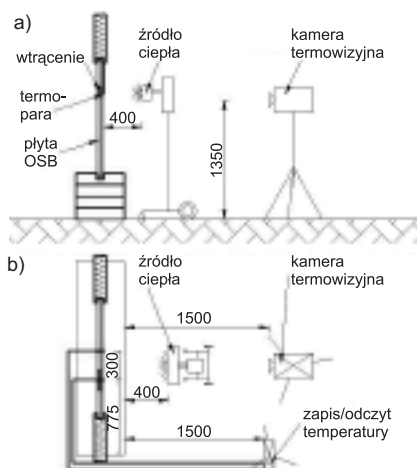 a)
źródło
ciepła
kamera
termowizyjna
wtrącenie
termo-
para
400
płyta
OSB
1350
b)
źródło
ciepła
kamera
termowizyjna
1500
300
400
775
1500
zapis/odczyt
temperatury